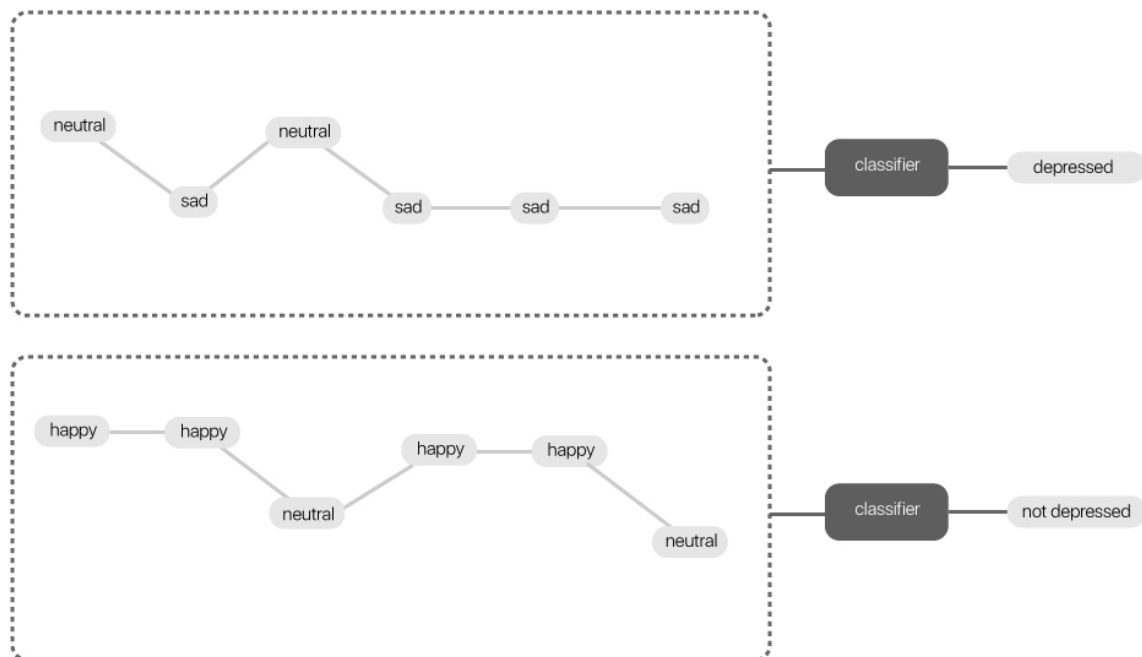 neutral
sad
neutral
sad
sad
sad
classifier
depressed
happy
happy
neutral
happy
happy
neutral
classifier
not depressed